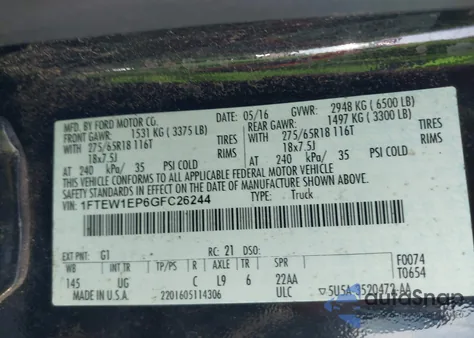 MFD. BY FORD MOTOR CO.
05/16 GVWR: 2948 KG (6500 LB)
FRONT GAWR: 1531 KG (3375 LB) REAR GAWR: 1497 KG (3300 LB)
WITH 275/65R18 116T TIRES WITH 275/65R18 116T TIRES
18x7.5J RIMS 18x7.5J RIMS
AT 240 kPa/ 35 PSI COLD AT 240 kPa/ 35 PSI COLD
THIS VEHICLE CONFORMS TO ALL APPLICABLE FEDERAL MOTOR VEHICLE
SAFETY STANDARDS IN EFFECT ON THE DATE OF MANUFACTURE SHOWN ABOVE.
VIN: 1FTEW1EP6GFC26244 TYPE: Truck
EXT PNT: G1 RC: 21 DSO: F0074
WB INT TR TP/PS R AXLE TR SPR T0654
145 UG C L9 6 22AA
MADE IN U.S.A. 2201605114306 ULC
autoSnap